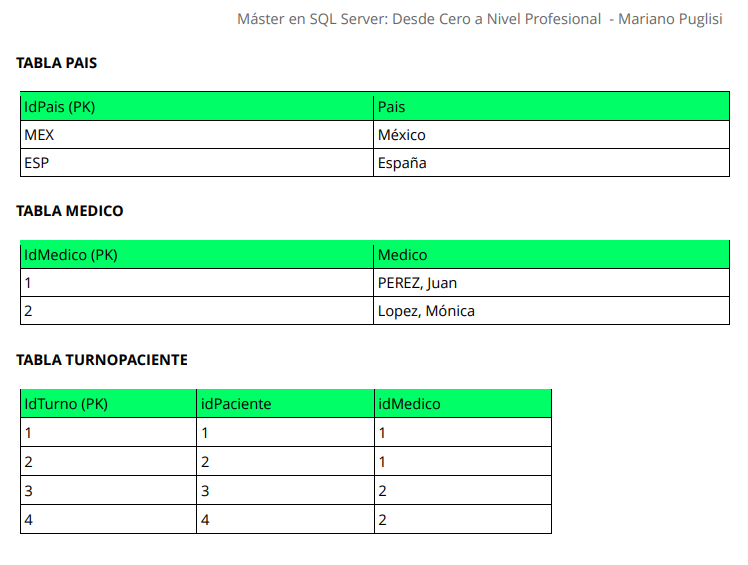 Máster en SQL Server: Desde Cero a Nivel Profesional - Mariano Puglisi
TABLA PAIS
IdPais (PK) Pais
MEX México
ESP España
TABLA MEDICO
IdMedico (PK) Medico
1 PEREZ, Juan
2 Lopez, Mónica
TABLA TURNOPACIENTE
IdTurno (PK) idPaciente idMedico
1 1 1
2 2 1
3 3 2
4 4 2